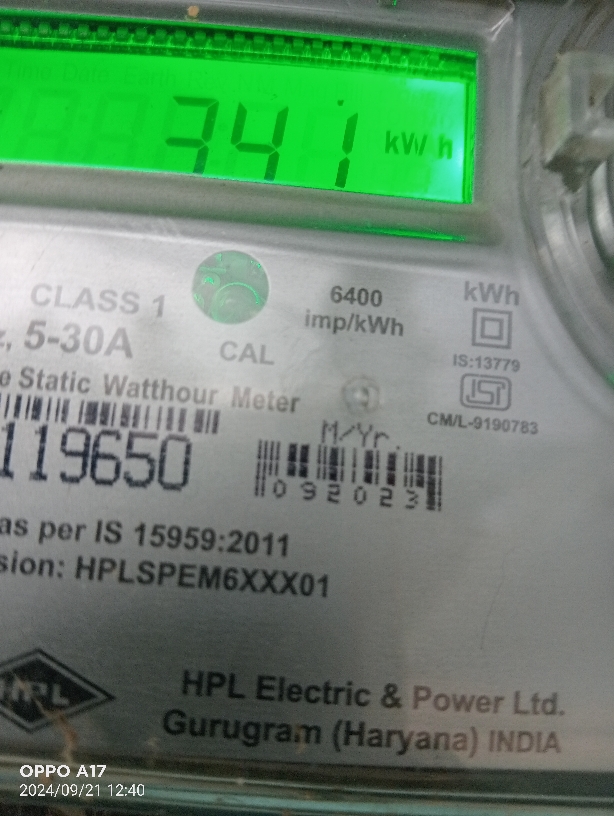 341 kWh
CLASS 1
6400
imp/kWh
kWh
5-30A
CAL
IS:13779
Static Watthour Meter
CM/L-9190783
M/Yr.
119650
092023
as per IS 15959:2011
HPLSPEM6XXX01
HPL
HPL Electric & Power Ltd.
Gurugram (Haryana) INDIA
OPPO A17
2024/09/21 12:40